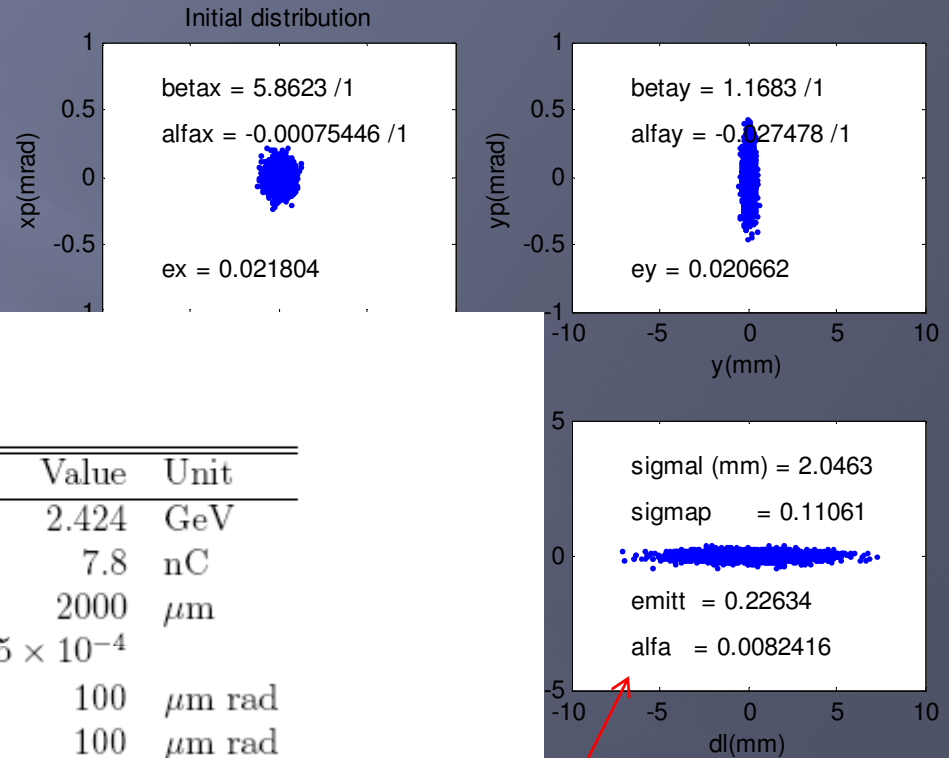 Initial distribution
1
0.5
0
-0.5
-1
xp(mrad)
betax = 5.8623 /1
alfax = -0.00075446 /1
ex = 0.021804
1
0.5
0
-0.5
-1
yp(mrad)
betay = 1.1683 /1
alfay = -0.027478 /1
ey = 0.020662
-10 -5 0 5 10
y(mm)
Value Unit
2.424 GeV
7.8 nC
2000 μm
5 × 10−4
100 μm rad
100 μm rad
5
0
-5
sigmal (mm) = 2.0463
sigmap = 0.11061
emitt = 0.22634
alfa = 0.0082416
-10 -5 0 5 10
dl(mm)